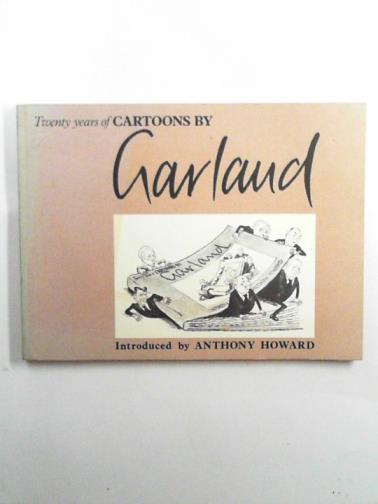 Twenty years of CARTOONS BY
Garland
Garland
Introduced by ANTHONY HOWARD